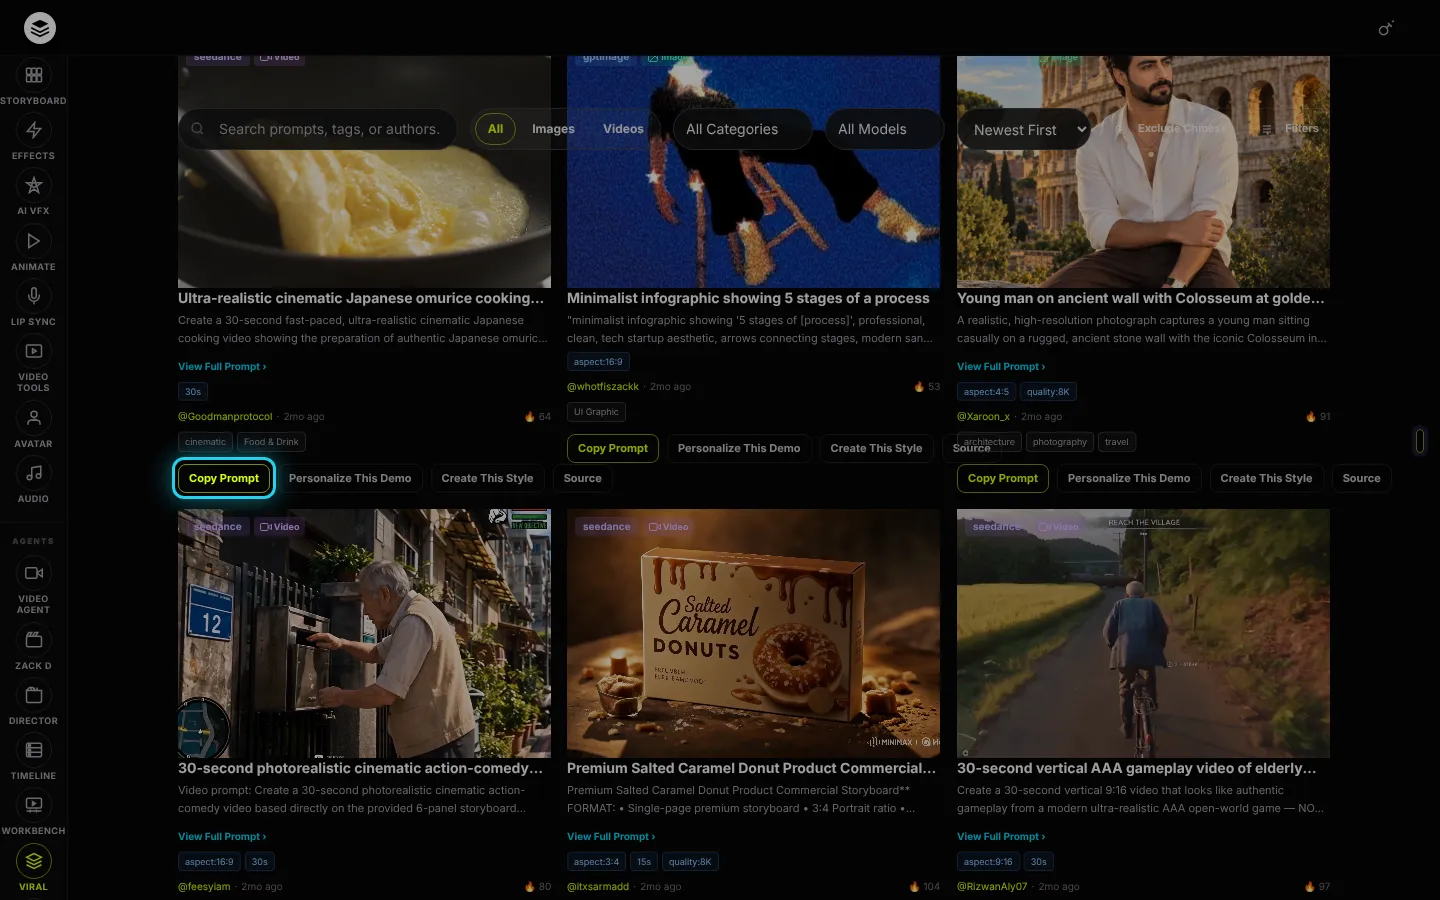 STORYBOARD
EFFECTS
AI VFX
ANIMATE
LIP SYNC
VIDEO
TOOLS
AVATAR
AUDIO
AGENTS
VIDEO
AGENT
ZACK D
DIRECTOR
TIMELINE
WORKBENCH
VIRAL
seedance Video
gptimage Image
Image
Search prompts, tags, or authors.
All Images Videos
All Categories
All Models
Newest First
Filters
Ultra-realistic cinematic Japanese omurice cooking...
Create a 30-second fast-paced, ultra-realistic cinematic Japanese
cooking video showing the preparation of authentic Japanese omuric...
View Full Prompt ›
30s
@Goodmanprotocol · 2mo ago 🔥 64
cinematic Food & Drink
Copy Prompt Personalize This Demo Create This Style Source
Minimalist infographic showing 5 stages of a process
"minimalist infographic showing '5 stages of [process]', professional,
clean, tech startup aesthetic, arrows connecting stages, modern san...
aspect:16:9
@whotfiszackk · 2mo ago 🔥 53
UI Graphic
Copy Prompt Personalize This Demo Create This Style Source
Young man on ancient wall with Colosseum at golde...
A realistic, high-resolution photograph captures a young man sitting
casually on a rugged, ancient stone wall with the iconic Colosseum in...
View Full Prompt ›
aspect:4:5 quality:8K
@Xaroon_x · 2mo ago 🔥 91
architecture photography travel
Copy Prompt Personalize This Demo Create This Style Source
seedance Video
12
30-second photorealistic cinematic action-comedy...
Video prompt: Create a 30-second photorealistic cinematic action-
comedy video based directly on the provided 6-panel storyboard...
View Full Prompt ›
aspect:16:9 30s
@feesyiam · 2mo ago 🔥 80
seedance Video
Salted
Caramel
DONUTS
MINIMAX
Premium Salted Caramel Donut Product Commercial...
Premium Salted Caramel Donut Product Commercial Storyboard**
FORMAT: • Single-page premium storyboard • 3:4 Portrait ratio •...
View Full Prompt ›
aspect:3:4 15s quality:8K
@itxsarmadd · 2mo ago 🔥 104
seedance Video
REACH THE VILLAGE
30-second vertical AAA gameplay video of elderly...
Create a 30-second vertical 9:16 video that looks like authentic
gameplay from a modern ultra-realistic AAA open-world game — NO...
View Full Prompt ›
aspect:9:16 30s
@RizwanAly07 · 2mo ago 🔥 97